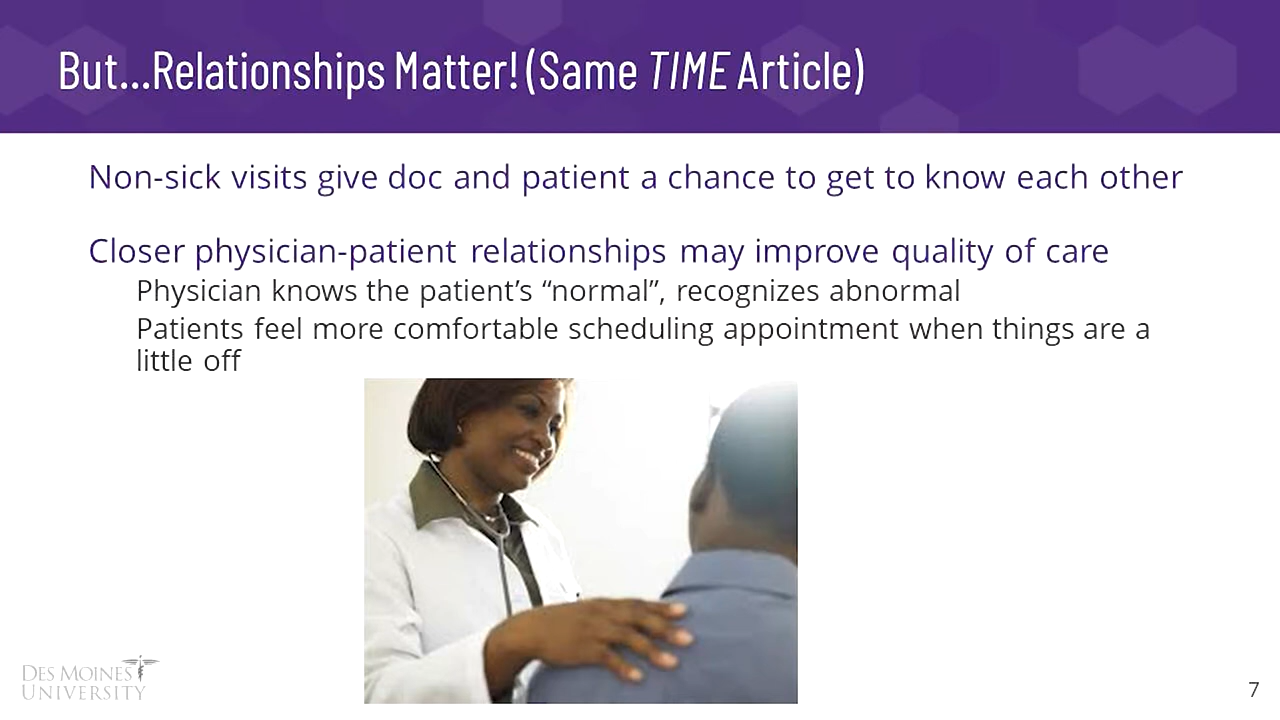 But...Relationships Matter! (Same TIME Article)
Non-sick visits give doc and patient a chance to get to know each other
Closer physician-patient relationships may improve quality of care
Physician knows the patient’s “normal”, recognizes abnormal
Patients feel more comfortable scheduling appointment when things are a
little off
DES MOINES
UNIVERSITY
7